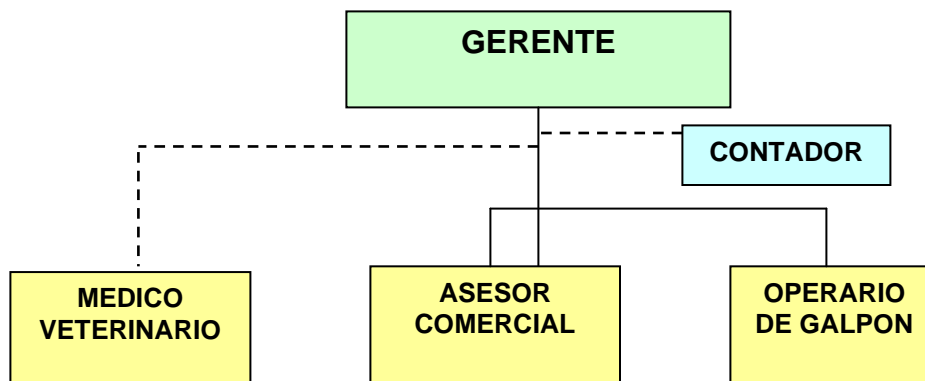 GERENTE
CONTADOR
MEDICO
VETERINARIO
ASESOR
COMERCIAL
OPERARIO
DE GALPON